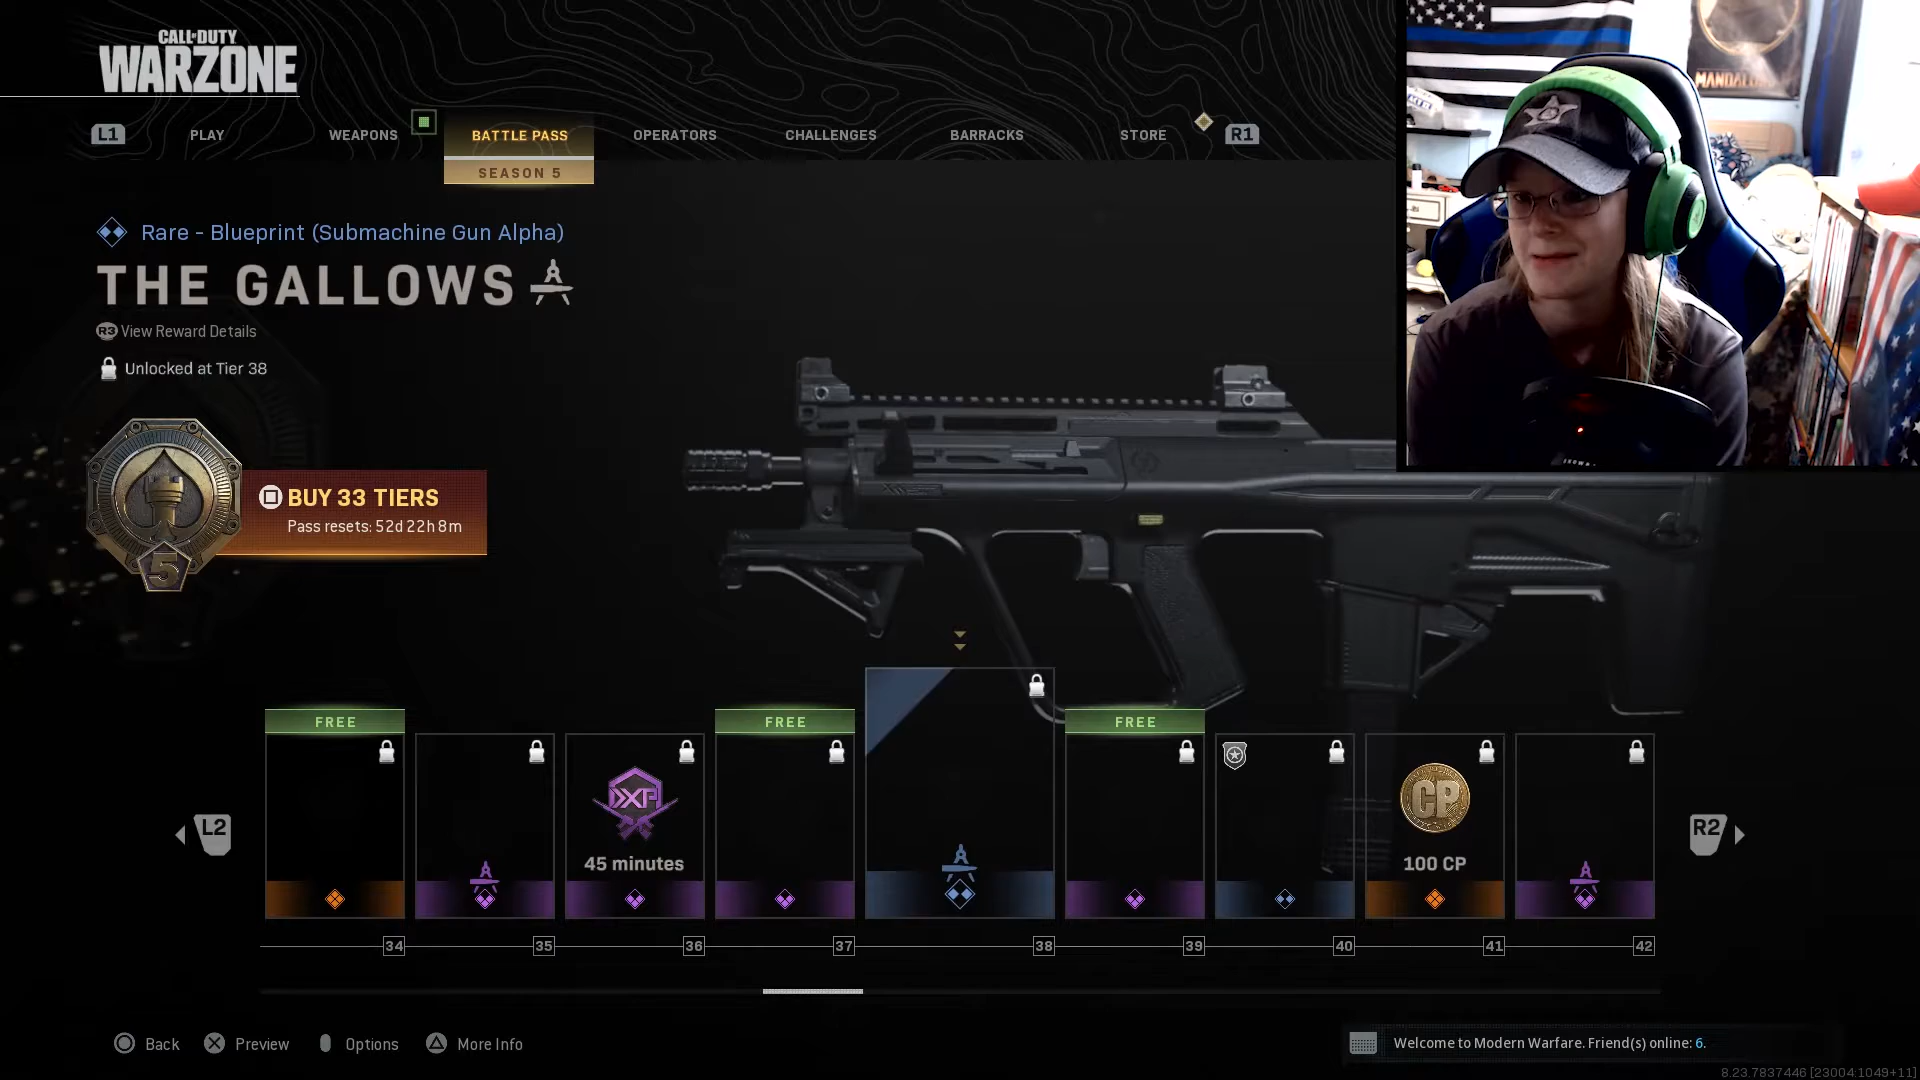 CALL OF DUTY
WARZONE
L1
PLAY
WEAPONS
BATTLE PASS
OPERATORS
CHALLENGES
BARRACKS
STORE
R1
SEASON 5
Rare - Blueprint (Submachine Gun Alpha)
THE GALLOWS
R3 View Reward Details
Unlocked at Tier 38
BUY 33 TIERS
Pass resets: 52d 22h 8m
5
FREE
FREE
FREE
L2
DXP
45 minutes
CP
100 CP
R2
34
35
36
37
38
39
40
41
42
Back
Preview
Options
More Info
Welcome to Modern Warfare. Friend(s) online: 6.
8.23.7837446 [23004:1049+11]